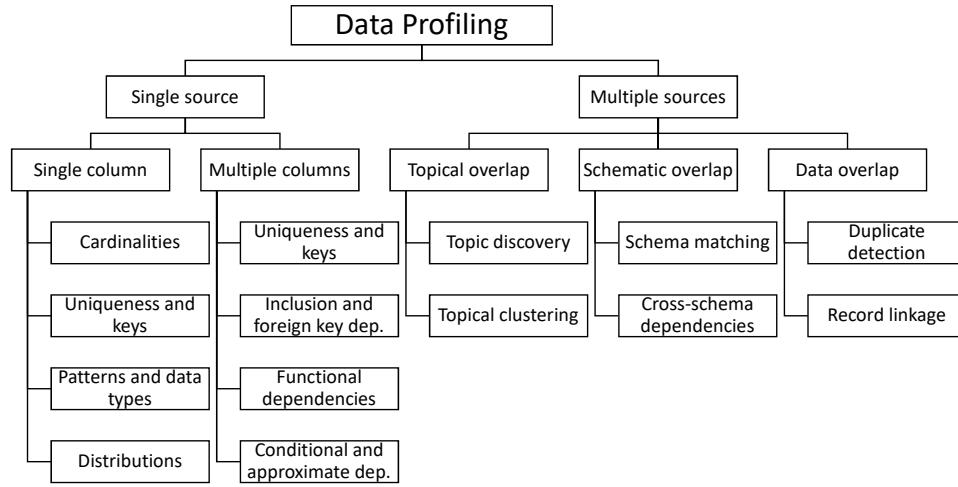 Data Profiling
Single source
Multiple sources
Single column
Multiple columns
Topical overlap
Schematic overlap
Data overlap
Cardinalities
Uniqueness and
keys
Patterns and data
types
Distributions
Uniqueness and
keys
Inclusion and
foreign key dep.
Functional
dependencies
Conditional and
approximate dep.
Topic discovery
Topical clustering
Schema matching
Cross-schema
dependencies
Duplicate
detection
Record linkage